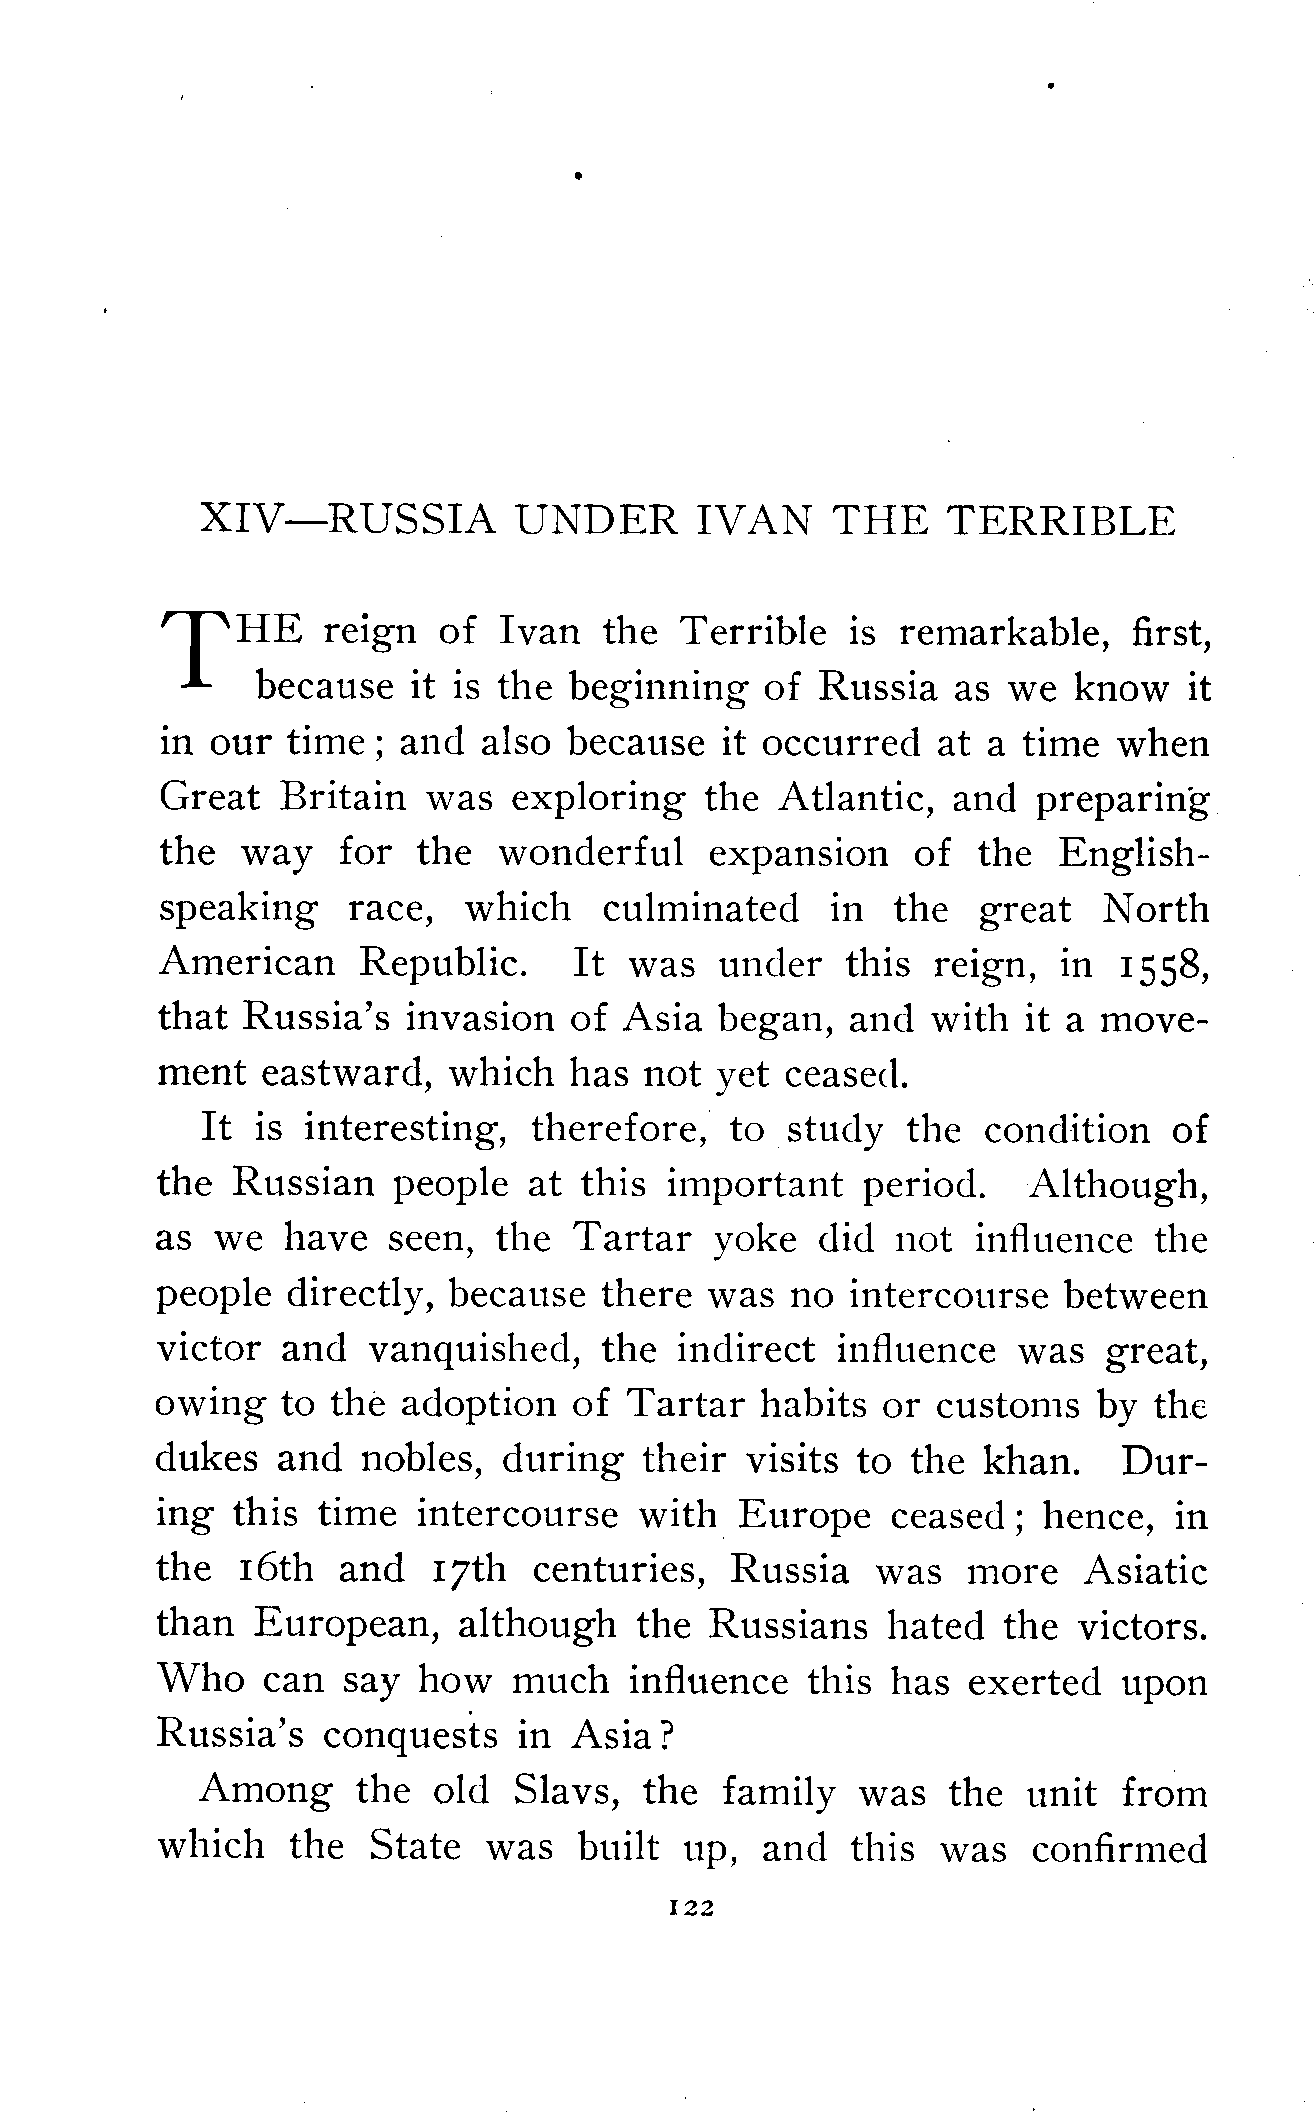 XIV—RUSSIA UNDER IVAN THE TERRIBLE
THE reign of Ivan the Terrible is remarkable, first,
because it is the beginning of Russia as we know it
in our time; and also because it occurred at a time when
Great Britain was exploring the Atlantic, and preparing
the way for the wonderful expansion of the English-
speaking race, which culminated in the great North
American Republic. It was under this reign, in 1558,
that Russia's invasion of Asia began, and with it a move-
ment eastward, which has not yet ceased.
It is interesting, therefore, to study the condition of
the Russian people at this important period. Although,
as we have seen, the Tartar yoke did not influence the
people directly, because there was no intercourse between
victor and vanquished, the indirect influence was great,
owing to the adoption of Tartar habits or customs by the
dukes and nobles, during their visits to the khan. Dur-
ing this time intercourse with Europe ceased; hence, in
the 16th and 17th centuries, Russia was more Asiatic
than European, although the Russians hated the victors.
Who can say how much influence this has exerted upon
Russia's conquests in Asia?
Among the old Slavs, the family was the unit from
which the State was built up, and this was confirmed
122